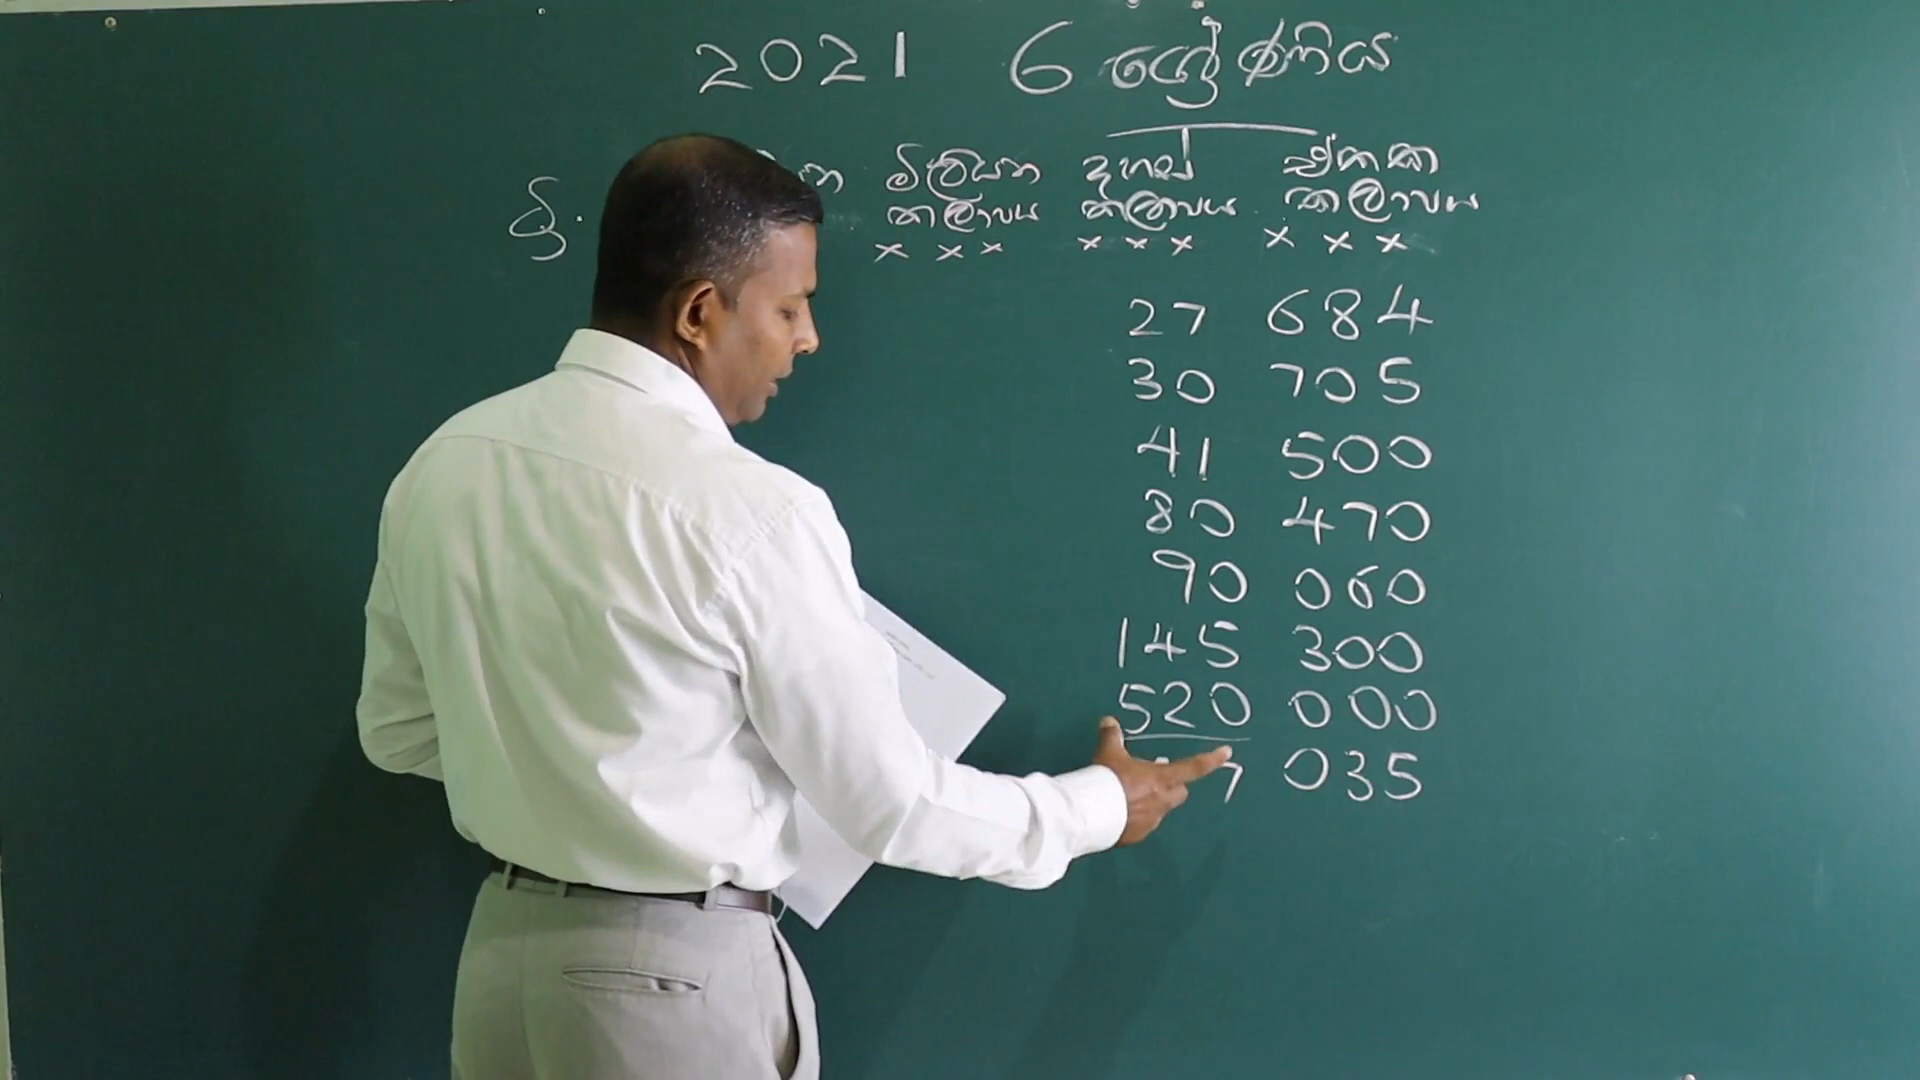 2021 6 ශ්‍රේණිය
මිලියන දහස් ඒකක
කලාපය කලාපය කලාපය
x x x x x x x x x
27 684
30 705
41 500
80 470
90 060
145 300
520 000
7 035